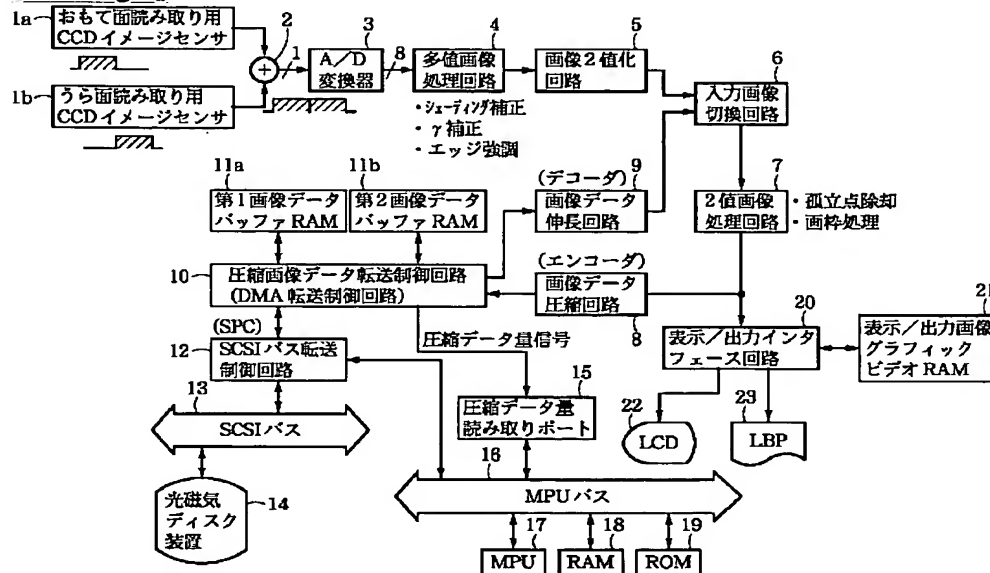 1a
おもて面読み取り用
CCDイメージセンサ
1b
うら面読み取り用
CCDイメージセンサ
2
1
3
A/D
変換器
8
4
多値画像
処理回路
・シェーディング補正
・γ補正
・エッジ強調
5
画像2値化
回路
6
入力画像
切換回路
7
2値画像
処理回路
・孤立点除却
・画枠処理
11a
第1画像データ
バッファRAM
11b
第2画像データ
バッファRAM
(デコーダ)
9
画像データ
伸長回路
10
圧縮画像データ転送制御回路
(DMA転送制御回路)
(エンコーダ)
画像データ
圧縮回路
8
20
表示/出力インタ
フェース回路
21
表示/出力画像
グラフィック
ビデオRAM
(SPC)
12
SCSIバス転送
制御回路
圧縮データ量信号
13
SCSIバス
15
圧縮データ量
読み取りポート
22
LCD
23
LBP
14
光磁気
ディスク
装置
16
MPUバス
17
MPU
18
RAM
19
ROM